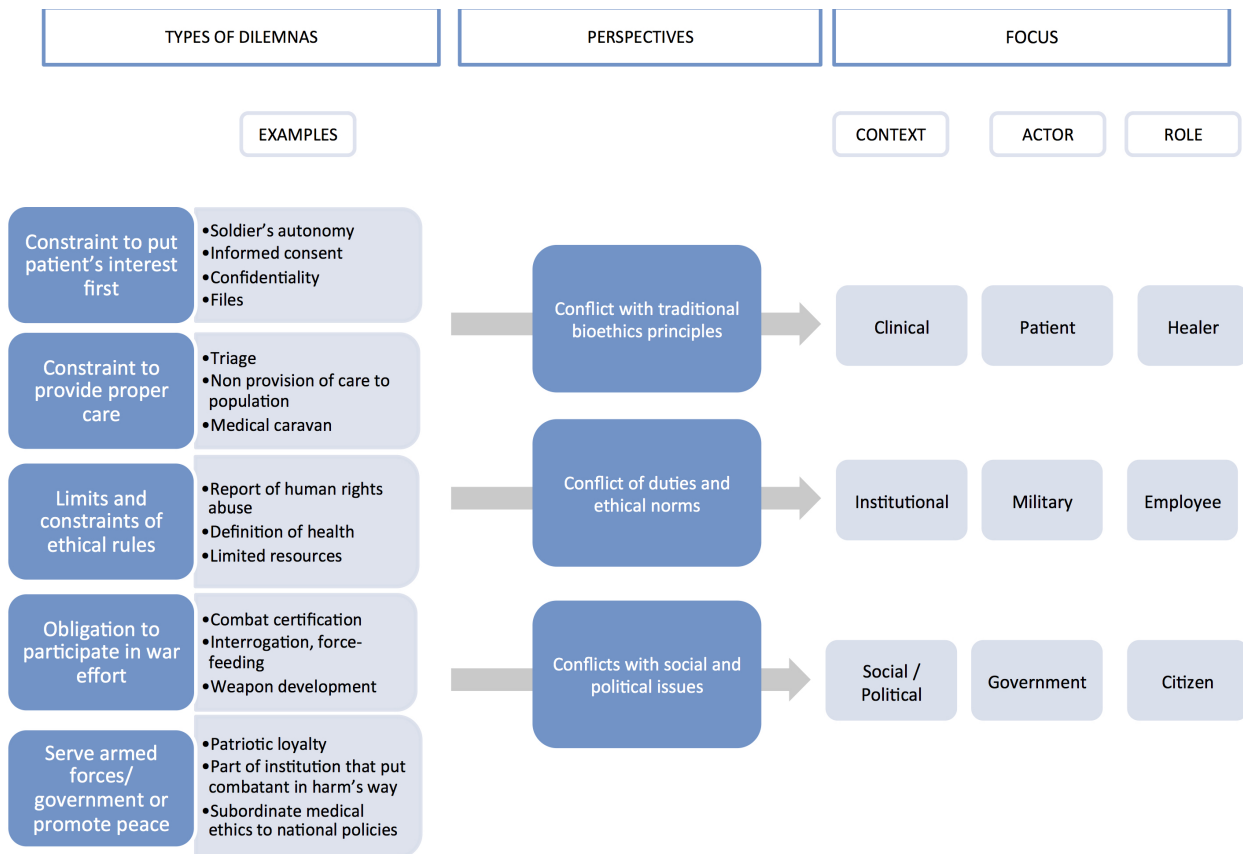 TYPES OF DILEMNAS
PERSPECTIVES
FOCUS
EXAMPLES
CONTEXT
ACTOR
ROLE
Constraint to put
patient's interest
first
•Soldier's autonomy
•Informed consent
•Confidentiality
•Files
Constraint to
provide proper
care
•Triage
•Non provision of care to
population
•Medical caravan
Limits and
constraints of
ethical rules
•Report of human rights
abuse
•Definition of health
•Limited resources
Obligation to
participate in war
effort
•Combat certification
•Interrogation, force-
feeding
•Weapon development
Serve armed
forces/
government or
promote peace
•Patriotic loyalty
•Part of institution that put
combatant in harm's way
•Subordinate medical
ethics to national policies
Conflict with traditional
bioethics principles
Clinical
Patient
Healer
Conflict of duties and
ethical norms
Institutional
Military
Employee
Conflicts with social and
political issues
Social /
Political
Government
Citizen